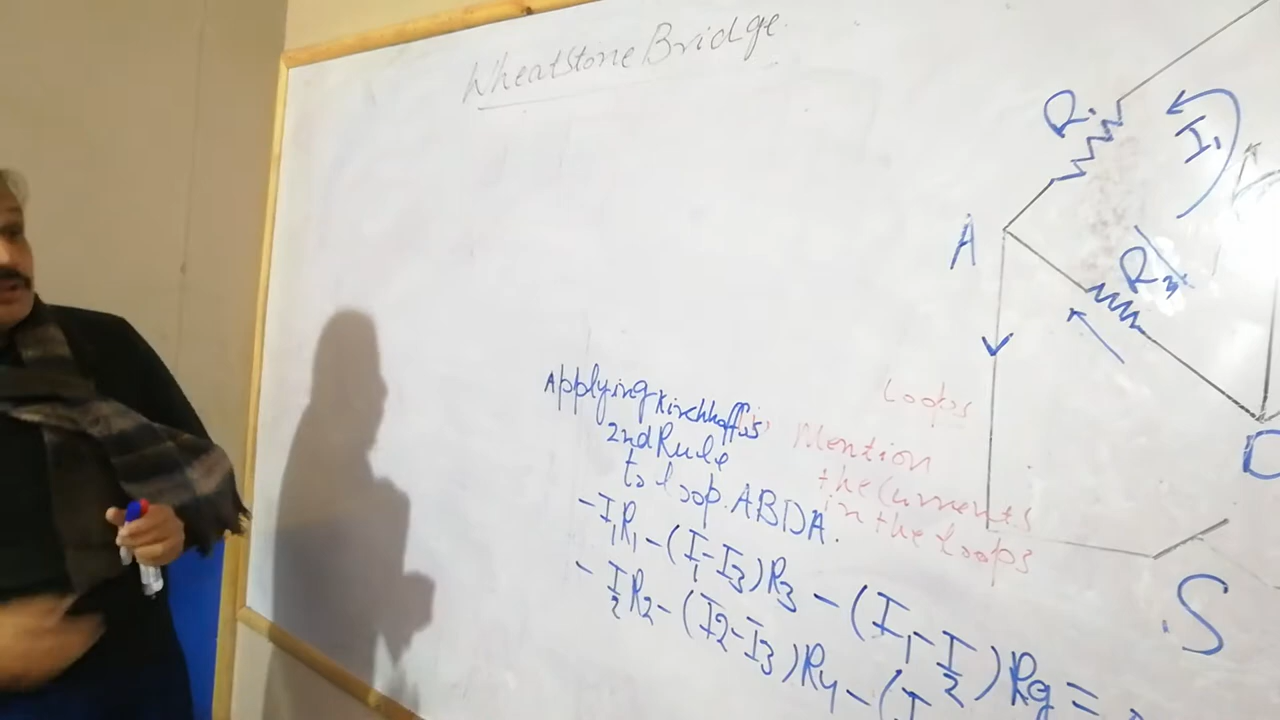 Wheatstone Bridge
R1
I1
A
R3
D
Loops
Mention
the currents
in the loops
Applying Kirchhoff's
2nd Rule
to loop ABDA.
-I1R1-(I1-I3)R3-(I1-I2)Rg=
-I2R2-(I2-I3)R4-(I
S